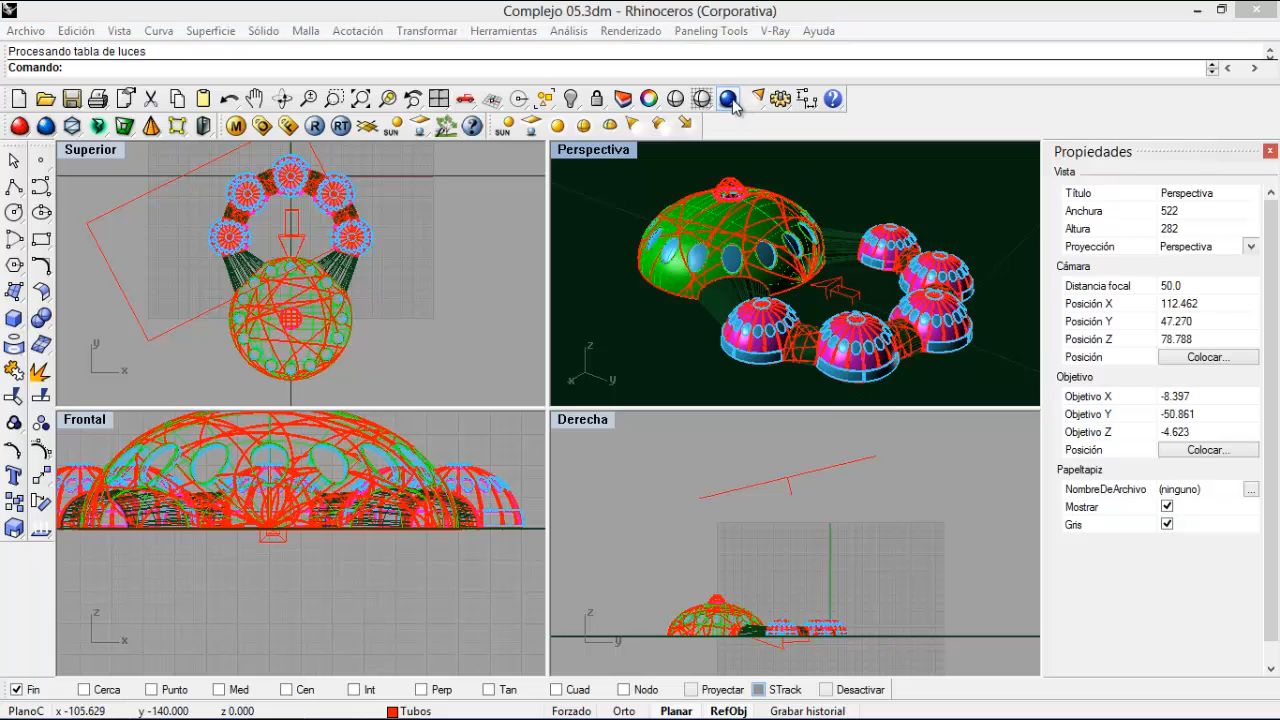 Complejo 05.3dm - Rhinoceros (Corporativa)
Archivo Edición Vista Curva Superficie Sólido Malla Acotación Transformar Herramientas Análisis Renderizado Paneling Tools V-Ray Ayuda
Procesando tabla de luces
Comando:
M O F R RT SUN SUN
Superior
Perspectiva
y
x
z
x y
Frontal
Derecha
z
x
z
y
Propiedades
Vista
Título Perspectiva
Anchura 522
Altura 282
Proyección Perspectiva
Cámara
Distancia focal 50.0
Posición X 112.462
Posición Y 47.270
Posición Z 78.788
Posición Colocar...
Objetivo
Objetivo X -8.397
Objetivo Y -50.861
Objetivo Z -4.623
Posición Colocar...
Papeltapiz
NombreDeArchivo (ninguno) ...
Mostrar
Gris
Fin Cerca Punto Med Cen Int Perp Tan Cuad Nodo Proyectar STrack Desactivar
PlanoC x -105.629 y -140.000 z 0.000 Tubos Forzado Orto Planar RefObj Grabar historial